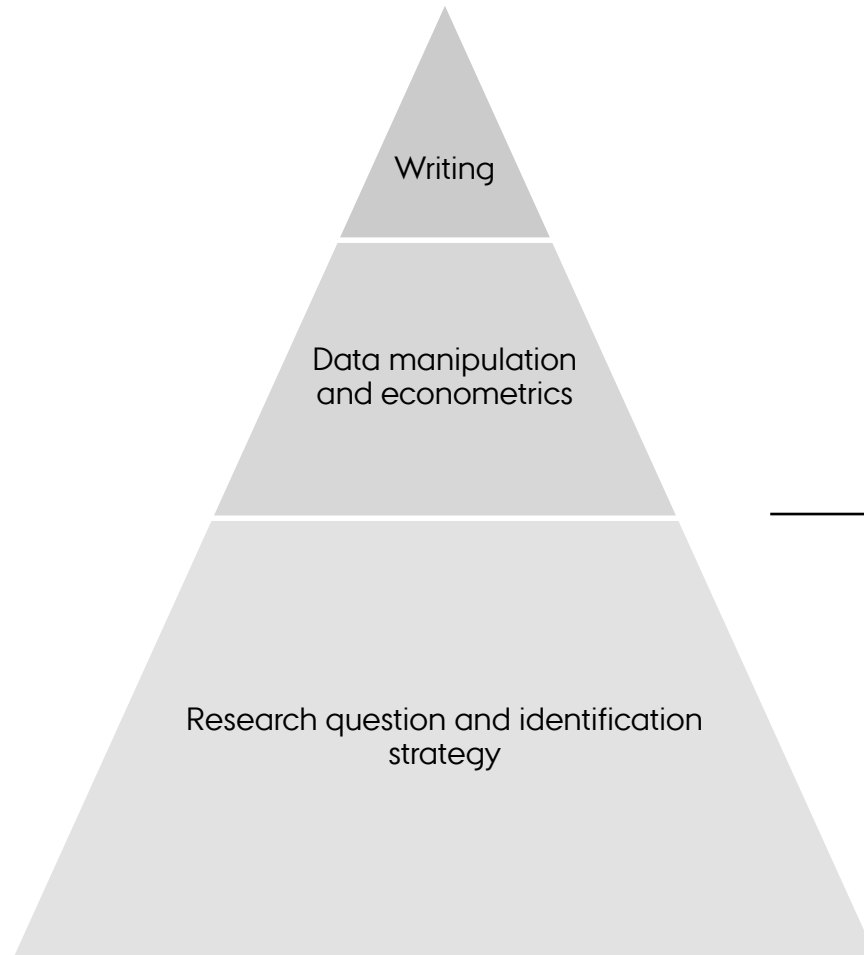 Writing
Data manipulation
and econometrics
Research question and identification
strategy